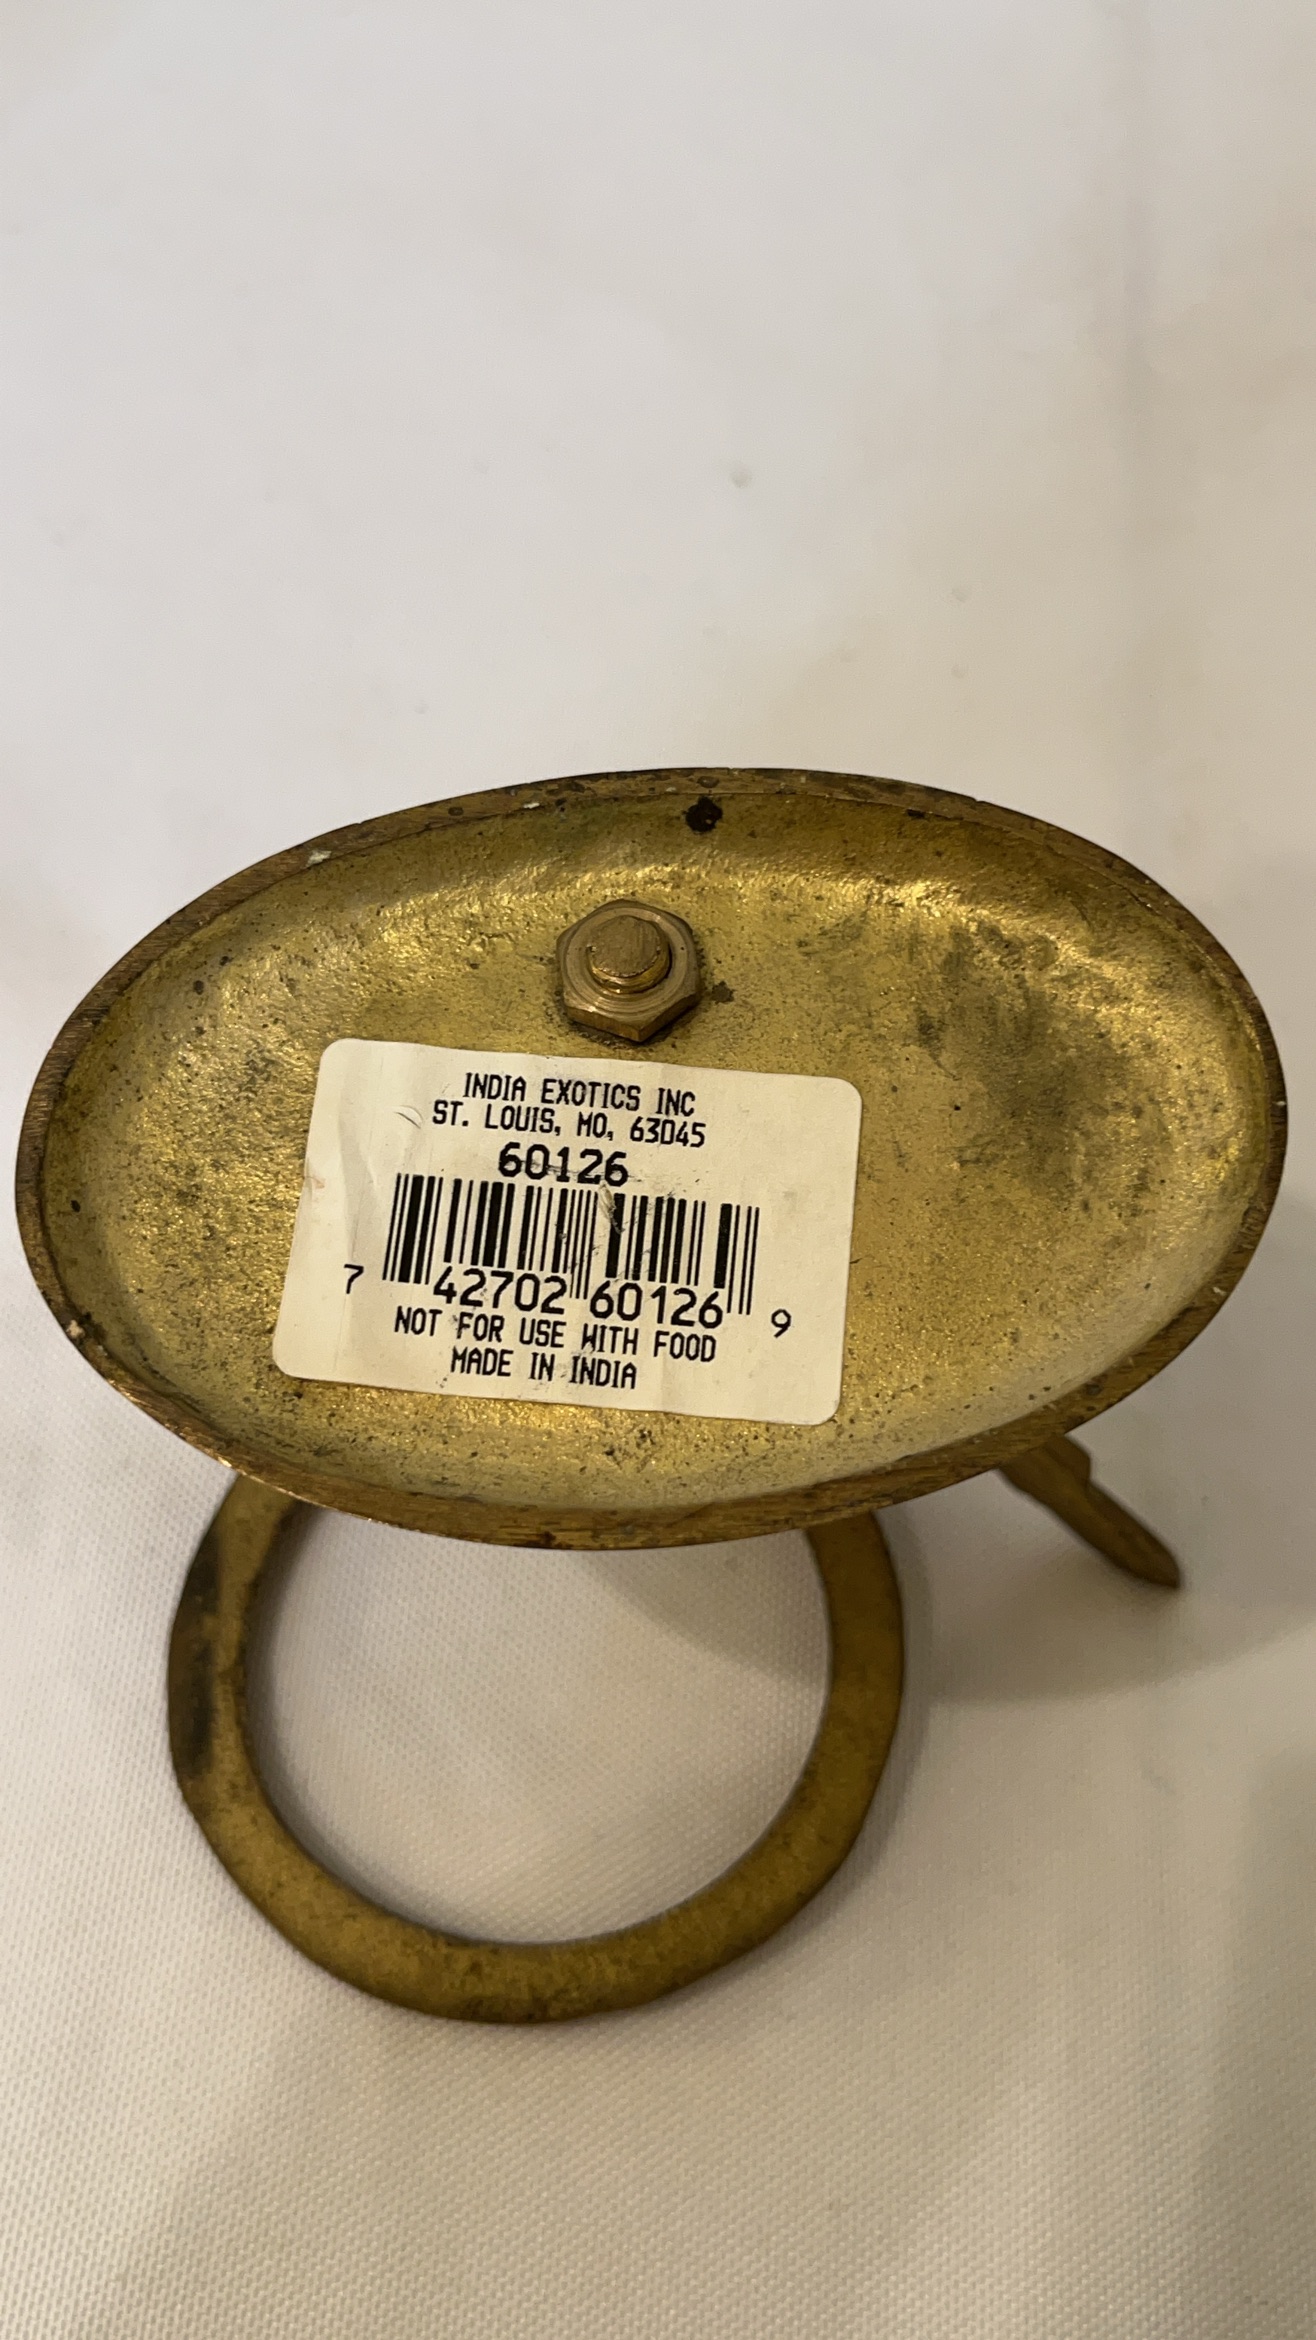 INDIA EXOTICS INC
ST. LOUIS, MO, 63045
60126
7 42702 60126 9
NOT FOR USE WITH FOOD
MADE IN INDIA